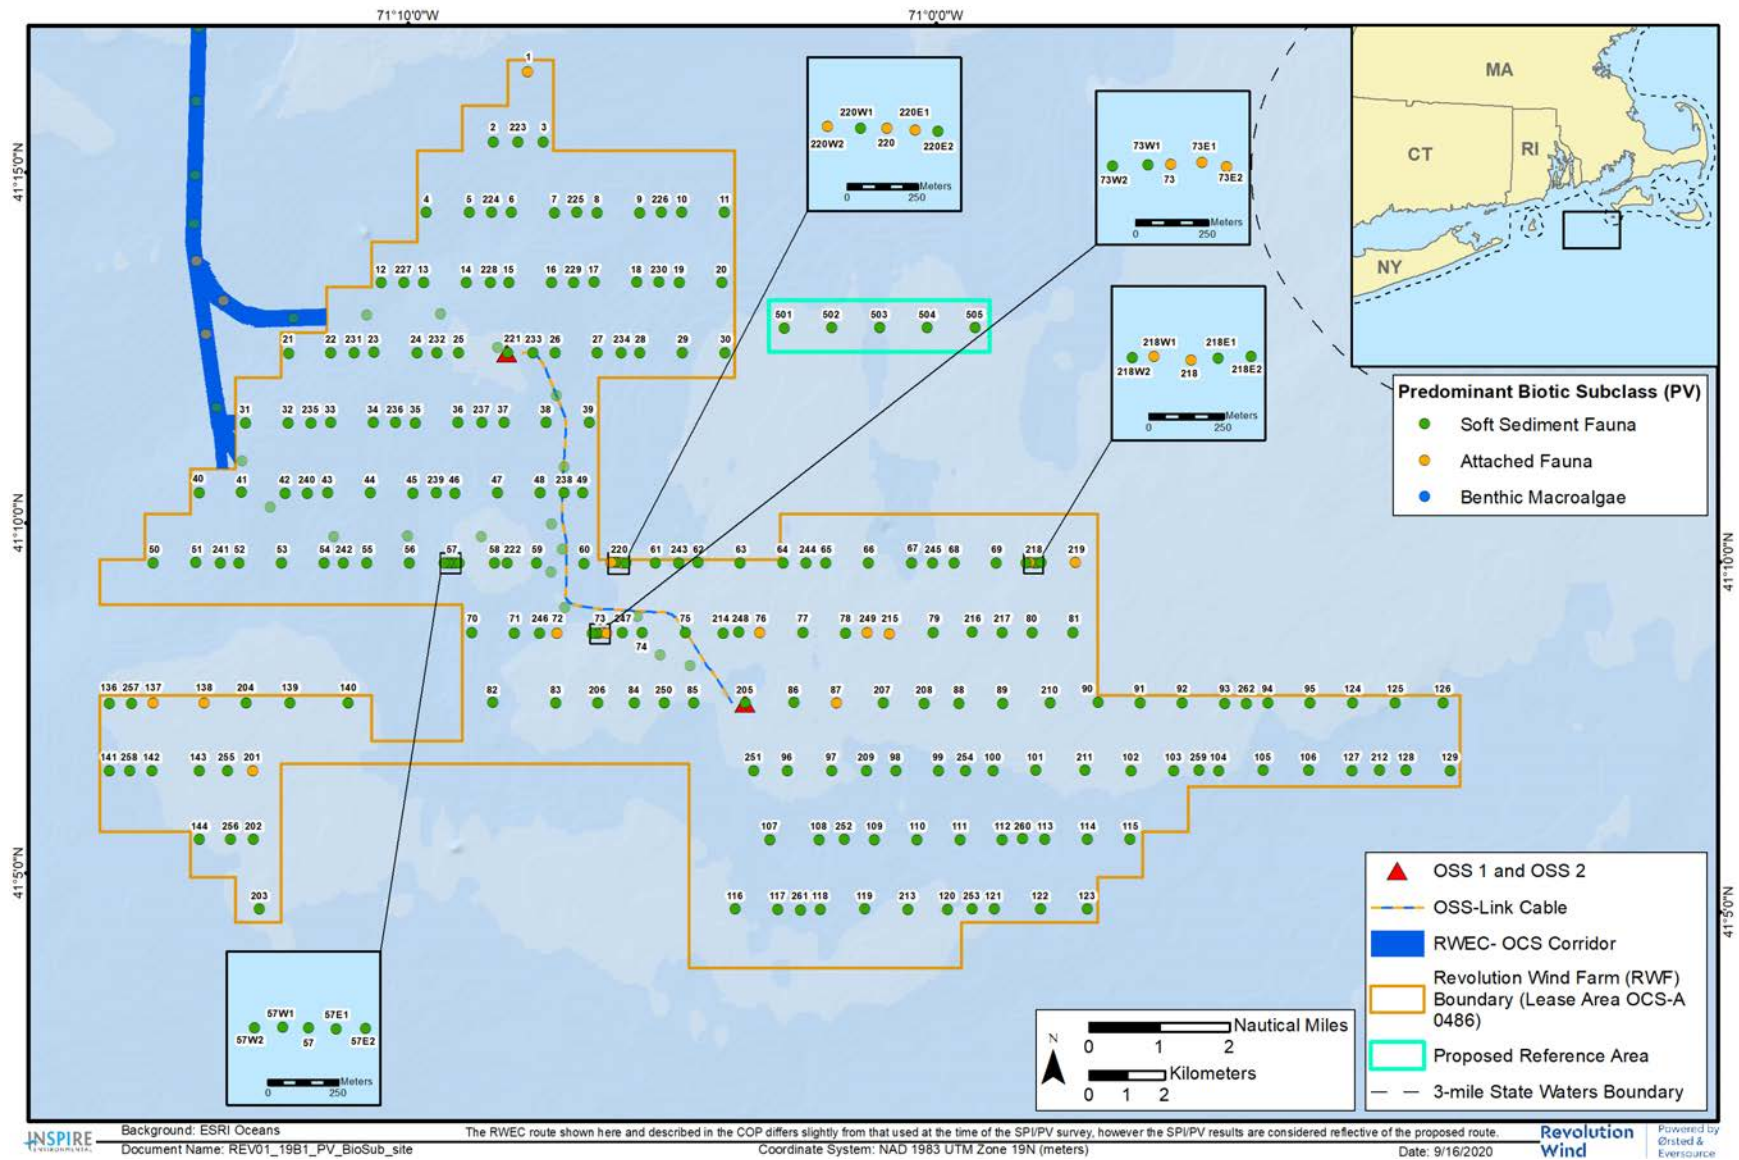 71°10'0"W 71°0'0"W
1
2 223 3
4 5 224 6 7 225 8 9 226 10 11
12 227 13 14 228 15 16 229 17 18 230 19 20
21 22 231 23 24 232 25 221 233 26 27 234 28 29 30
501 502 503 504 505
31 32 235 33 34 236 35 36 237 37 38 39
40 41 42 240 43 44 45 239 46 47 48 238 49
50 51 241 52 53 54 242 55 56 57 58 222 59 60 220 61 243 62 63 64 244 65 66 67 245 68 69 218 219
70 71 246 72 73 247 74 75 214 248 76 77 78 249 215 79 216 217 80 81
136 257 137 138 204 139 140 82 83 206 84 250 85 205 86 87 207 208 88 89 210 90 91 92 93 262 94 95 124 125 126
141 258 142 143 255 201 251 96 97 209 98 99 254 100 101 211 102 103 259 104 105 106 127 212 128 129
144 256 202 107 108 252 109 110 111 112 260 113 114 115
203 116 117 261 118 119 213 120 253 121 122 123
220W1 220E1
220W2 220 220E2
Meters
0 250
73W1 73E1
73W2 73 73E2
Meters
0 250
218W1 218E1
218W2 218 218E2
Meters
0 250
57W1 57E1
57W2 57 57E2
Meters
0 250
41°15'0"N
41°10'0"N
41°5'0"N
41°10'0"N
41°5'0"N
MA
CT RI
NY
Predominant Biotic Subclass (PV)
Soft Sediment Fauna
Attached Fauna
Benthic Macroalgae
OSS 1 and OSS 2
OSS-Link Cable
RWEC- OCS Corridor
Revolution Wind Farm (RWF)
Boundary (Lease Area OCS-A
0486)
Proposed Reference Area
3-mile State Waters Boundary
N
Nautical Miles
0 1 2
Kilometers
0 1 2
INSPIRE
ENVIRONMENTAL
Background: ESRI Oceans
Document Name: REV01_19B1_PV_BioSub_site
The RWEC route shown here and described in the COP differs slightly from that used at the time of the SPI/PV survey, however the SPI/PV results are considered reflective of the proposed route.
Coordinate System: NAD 1983 UTM Zone 19N (meters)
Date: 9/16/2020
Revolution
Wind
Powered by
Ørsted &
Eversource